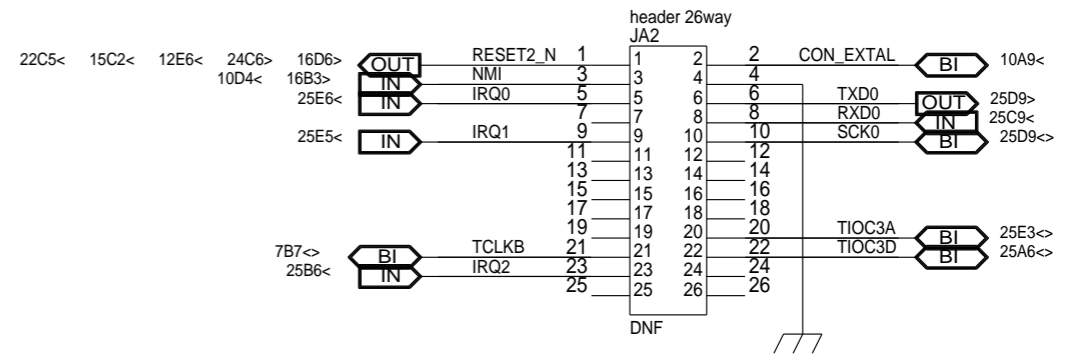 header 26way
JA2
22C5< 15C2< 12E6< 24C6> 16D6> OUT RESET2_N 1 1 2 2 CON_EXTAL BI 10A9<
10D4< 16B3> IN NMI 3 3 4 4
25E6< IN IRQ0 5 5 6 6 TXD0 OUT 25D9>
7 7 8 8 RXD0 IN 25C9<
25E5< IN IRQ1 9 9 10 10 SCK0 BI 25D9<>
11 11 12 12
13 13 14 14
15 15 16 16
17 17 18 18
19 19 20 20 TIOC3A BI 25E3<>
7B7<> BI TCLKB 21 21 22 22 TIOC3D BI 25A6<>
25B6< IN IRQ2 23 23 24 24
25 25 26 26
DNF